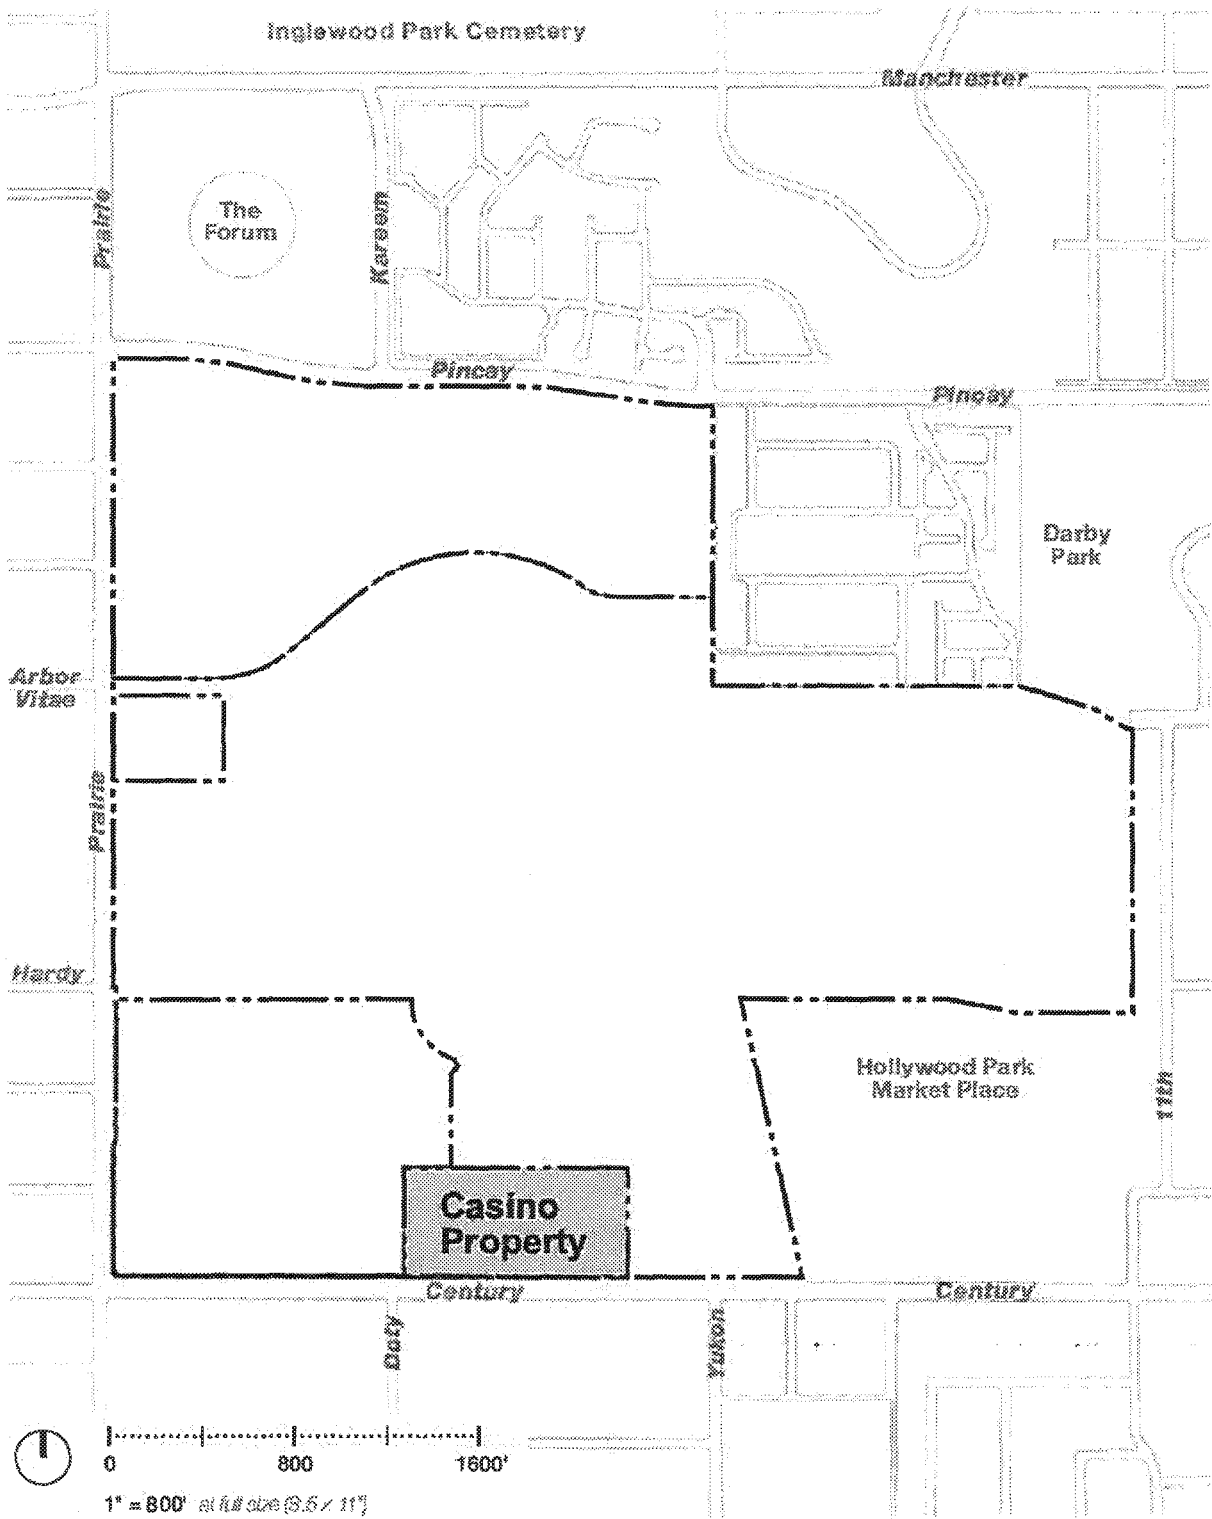 Inglewood Park Cemetery
Manchester
Prairie
The
Forum
Kareem
Pincay
Pincay
Darby
Park
Arbor
Vitae
Prairie
Hardy
Hollywood Park
Market Place
11th
Casino
Property
Century
Century
Doty
Yukon
0 800 1600'
1" = 800' at full size (8.5 x 11")